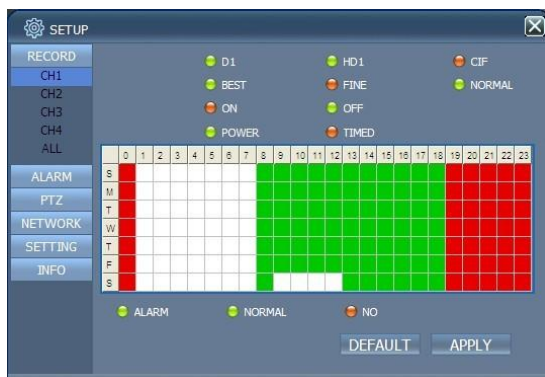 SETUP
RECORD
CH1
CH2
CH3
CH4
ALL
ALARM
PTZ
NETWORK
SETTING
INFO
D1 HD1 CIF
BEST FINE NORMAL
ON OFF
POWER TIMED
0 1 2 3 4 5 6 7 8 9 10 11 12 13 14 15 16 17 18 19 20 21 22 23
S
M
T
W
T
F
S
ALARM NORMAL NO
DEFAULT APPLY